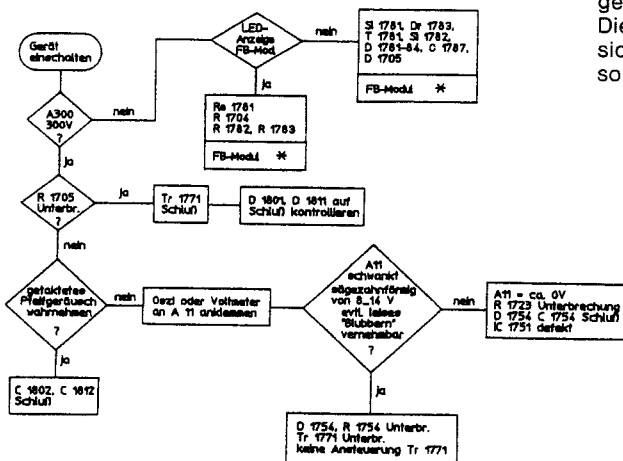 Gerät
einschalten
A300
300V
?
nein
LED-
Anzeige
FB-Mod.
nein
SI 1781, Dr 1783,
T 1781, SI 1782,
D 1781-84, C 1787,
D 1705
FB-Modul *
ja
Re 1781
R 1704
R 1782, R 1783
FB-Modul *
ja
R 1705
Unterbr.
?
ja
Tr 1771
Schluß
D 1801, D 1811 auf
Schluß kontrollieren
nein
getaktetes
Pfeifgeräusch
wahrnehmen
?
nein
Oszi oder Voltmeter
an A 11 anklemmen
A11
schwankt
sägezahnförmig
von 8...14 V
evtl. leises
"Blubbern"
vernehmbar
?
nein
A11 = ca. 0V
R 1723 Unterbrechung
D 1754 C 1754 Schluß
IC 1751 defekt
ja
C 1802, C 1812
Schluß
ja
D 1754, R 1754 Unterbr.
Tr 1771 Unterbr.
keine Ansteuerung Tr 1771
ge
Die
sic
so